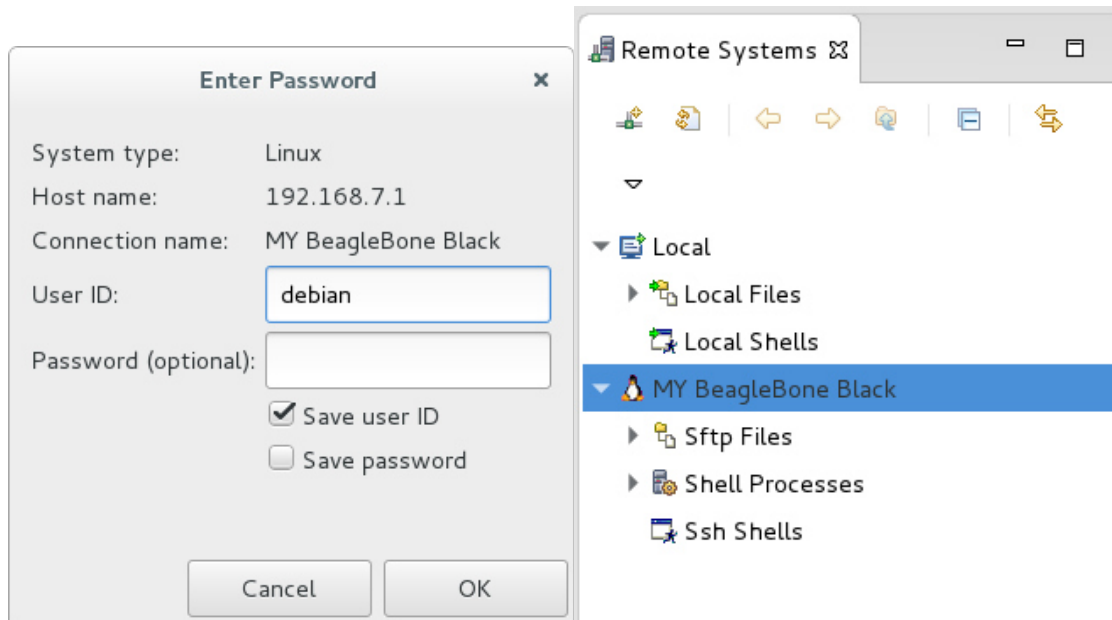 Enter Password
System type: Linux
Host name: 192.168.7.1
Connection name: MY BeagleBone Black
User ID: debian
Password (optional):
Save user ID
Save password
Cancel OK
Remote Systems
Local
Local Files
Local Shells
MY BeagleBone Black
Sftp Files
Shell Processes
Ssh Shells